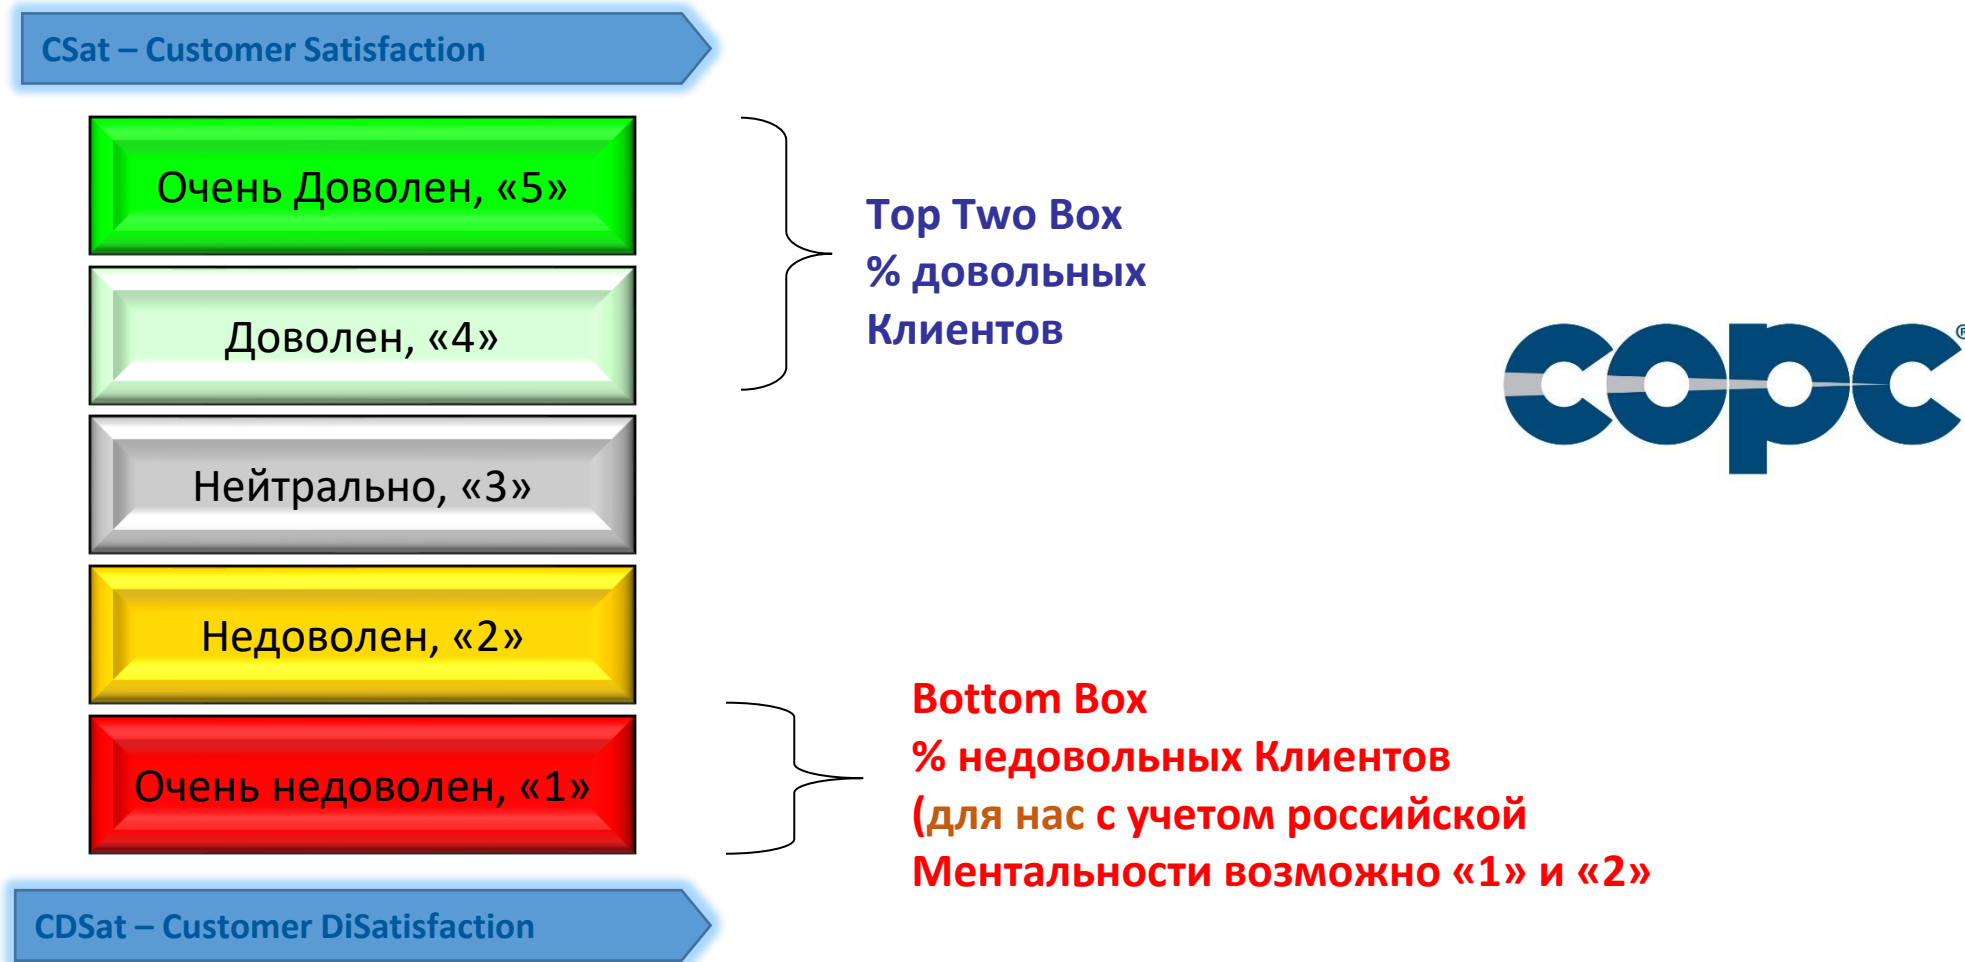 CSat – Customer Satisfaction
Очень Доволен, «5»
Доволен, «4»
Нейтрально, «3»
Недоволен, «2»
Очень недоволен, «1»
Top Two Box
% довольных
Клиентов
copc®
Bottom Box
% недовольных Клиентов
(для нас с учетом российской
Ментальности возможно «1» и «2»
CDSat – Customer DiSatisfaction